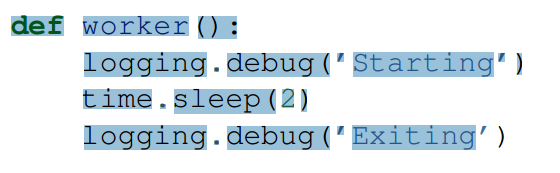 def worker():
    logging.debug(’Starting’)
    time.sleep(2)
    logging.debug(’Exiting’)